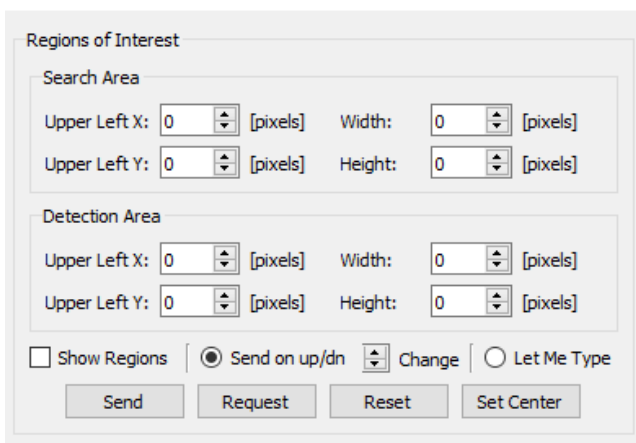 Regions of Interest
Search Area
Upper Left X: 0 [pixels] Width: 0 [pixels]
Upper Left Y: 0 [pixels] Height: 0 [pixels]
Detection Area
Upper Left X: 0 [pixels] Width: 0 [pixels]
Upper Left Y: 0 [pixels] Height: 0 [pixels]
Show Regions Send on up/dn Change Let Me Type
Send Request Reset Set Center